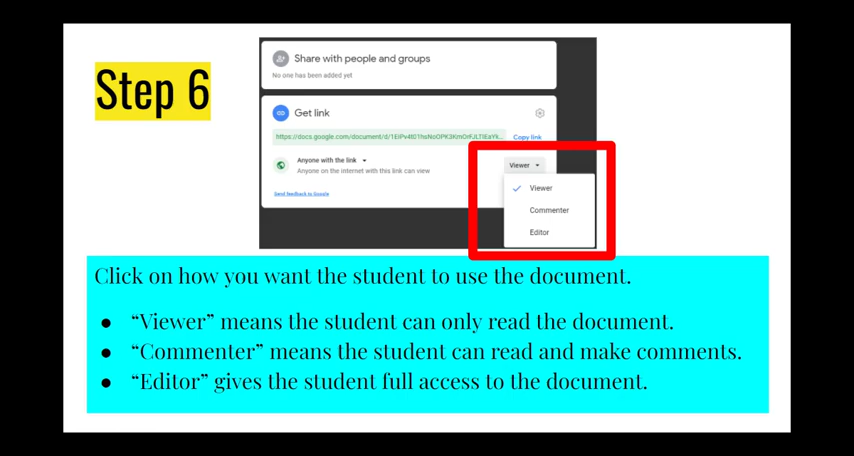 Step 6
Share with people and groups
No one has been added yet
Get link
Copy link
Anyone with the link
Anyone on the internet with this link can view
Viewer
Viewer
Commenter
Editor
Send feedback to Google
Click on how you want the student to use the document.
● “Viewer” means the student can only read the document.
● “Commenter” means the student can read and make comments.
● “Editor” gives the student full access to the document.